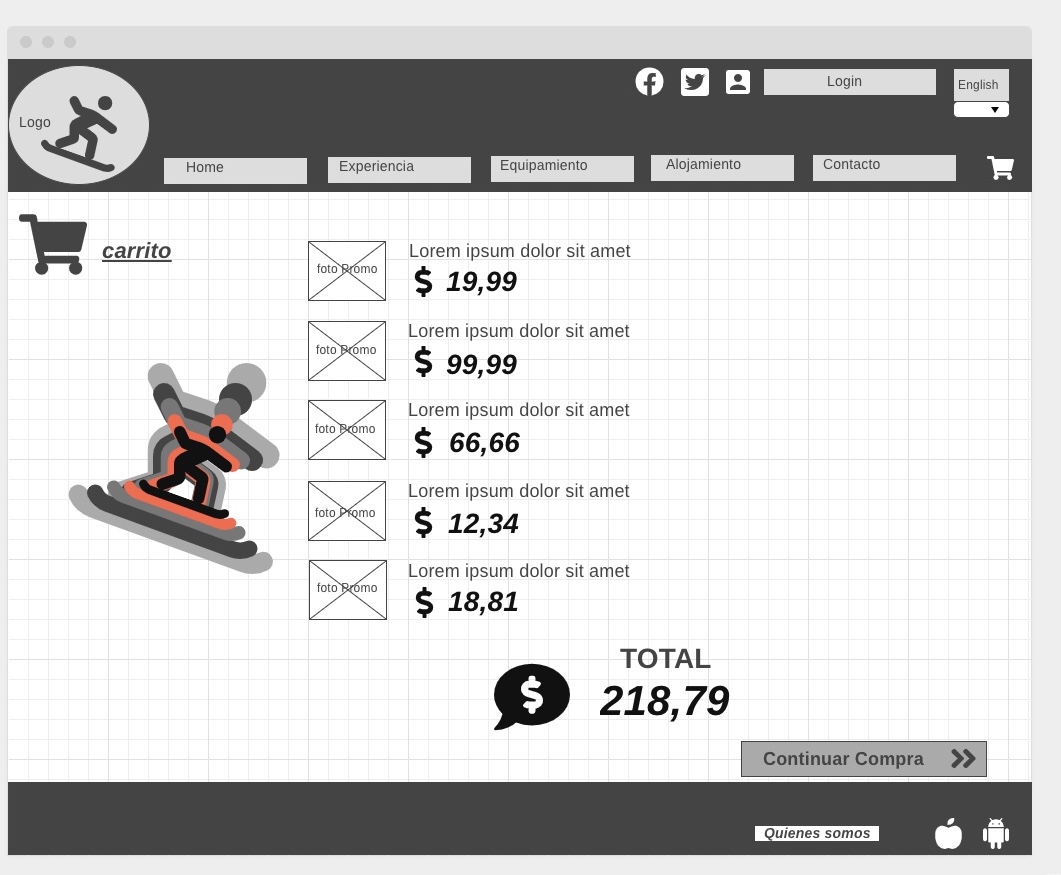 Login
English
Logo
Home
Experiencia
Equipamiento
Alojamiento
Contacto
carrito
foto Promo
Lorem ipsum dolor sit amet
$ 19,99
foto Promo
Lorem ipsum dolor sit amet
$ 99,99
foto Promo
Lorem ipsum dolor sit amet
$ 66,66
foto Promo
Lorem ipsum dolor sit amet
$ 12,34
foto Promo
Lorem ipsum dolor sit amet
$ 18,81
TOTAL
$ 218,79
Continuar Compra
Quienes somos